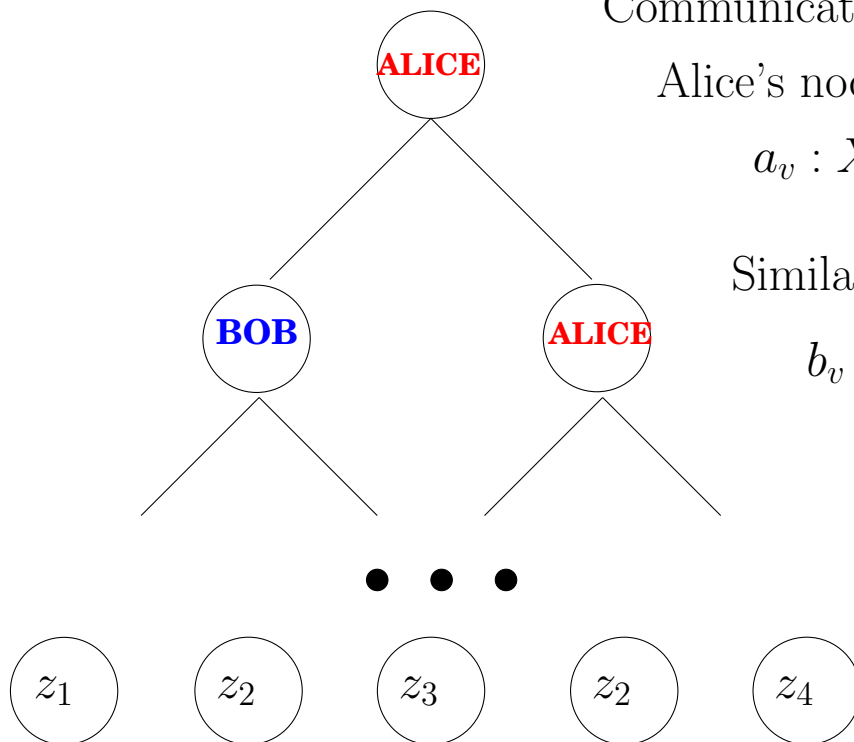 Communicat
ALICE
Alice's noo
a_v : X
Simila
BOB
ALICE
b_v
z_1 z_2 z_3 z_2 z_4